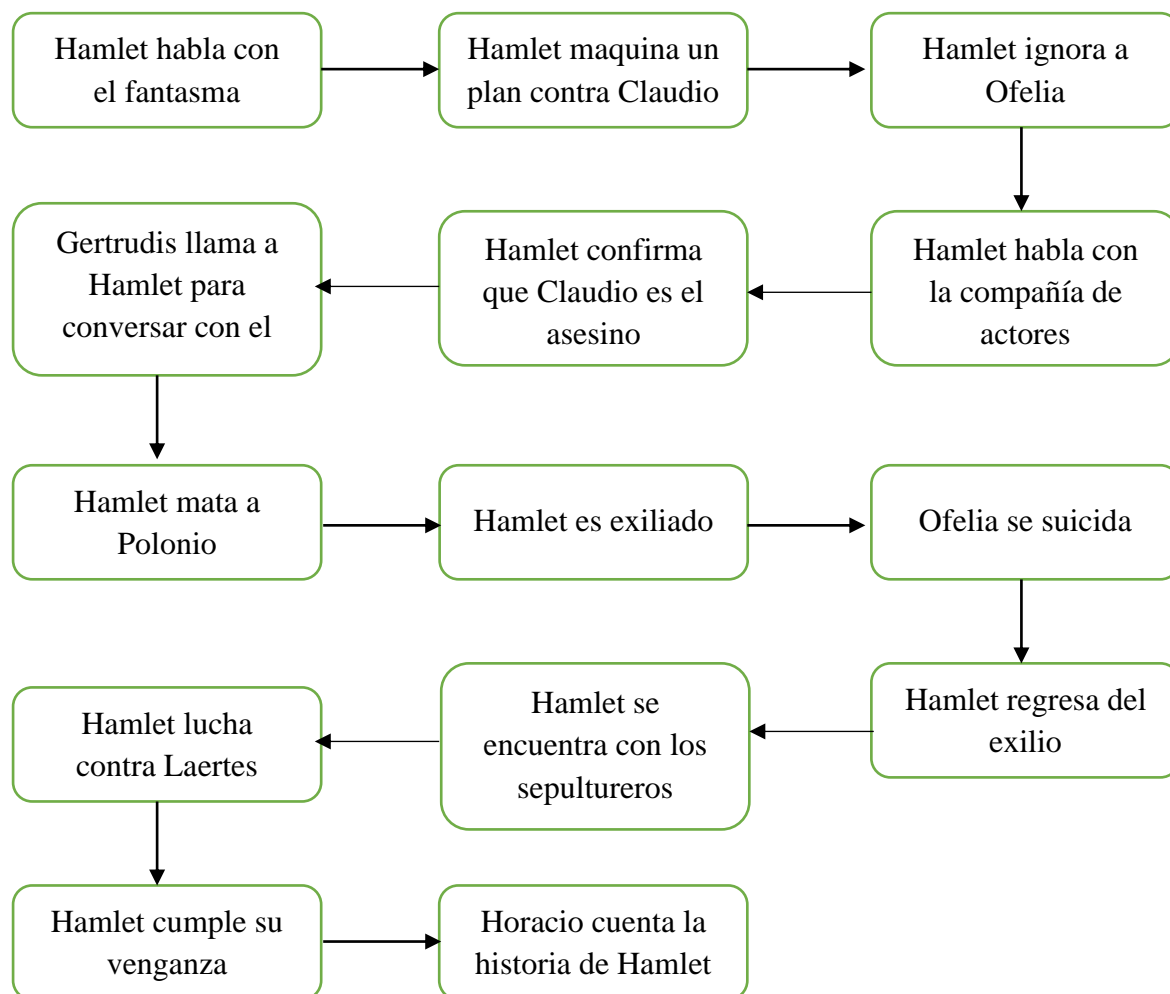 Hamlet habla con
el fantasma
Hamlet maquina un
plan contra Claudio
Hamlet ignora a
Ofelia
Hamlet habla con
la compañía de
actores
Hamlet confirma
que Claudio es el
asesino
Gertrudis llama a
Hamlet para
conversar con el
Hamlet mata a
Polonio
Hamlet es exiliado
Ofelia se suicida
Hamlet regresa del
exilio
Hamlet se
encuentra con los
sepultureros
Hamlet lucha
contra Laertes
Hamlet cumple su
venganza
Horacio cuenta la
historia de Hamlet